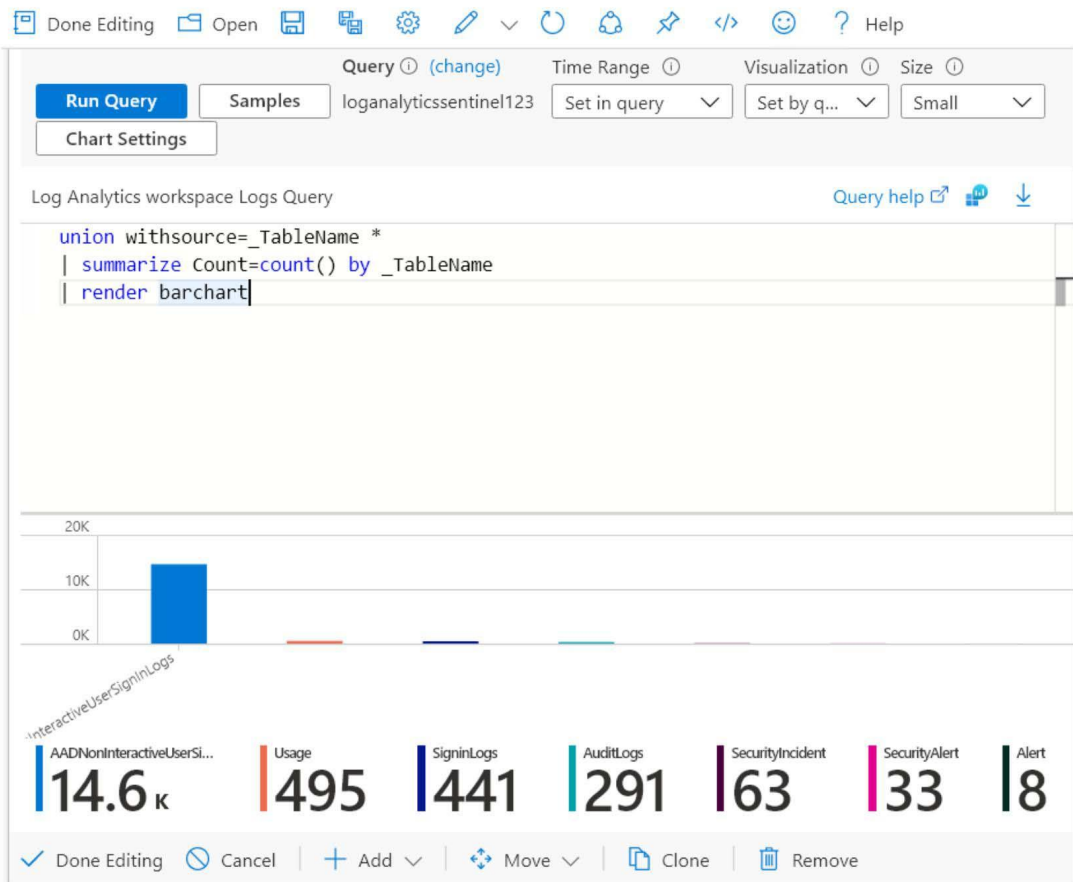 Done Editing Open Help
Query (change) Time Range Visualization Size
Run Query Samples loganalyticssentinel123 Set in query Set by q... Small
Chart Settings
Log Analytics workspace Logs Query Query help
union withsource=_TableName *
| summarize Count=count() by _TableName
| render barchart
20K
10K
0K
...nteractiveUserSignInLogs
AADNonInteractiveUserSi... Usage SigninLogs AuditLogs SecurityIncident SecurityAlert Alert
14.6 K 495 441 291 63 33 8
Done Editing Cancel Add Move Clone Remove